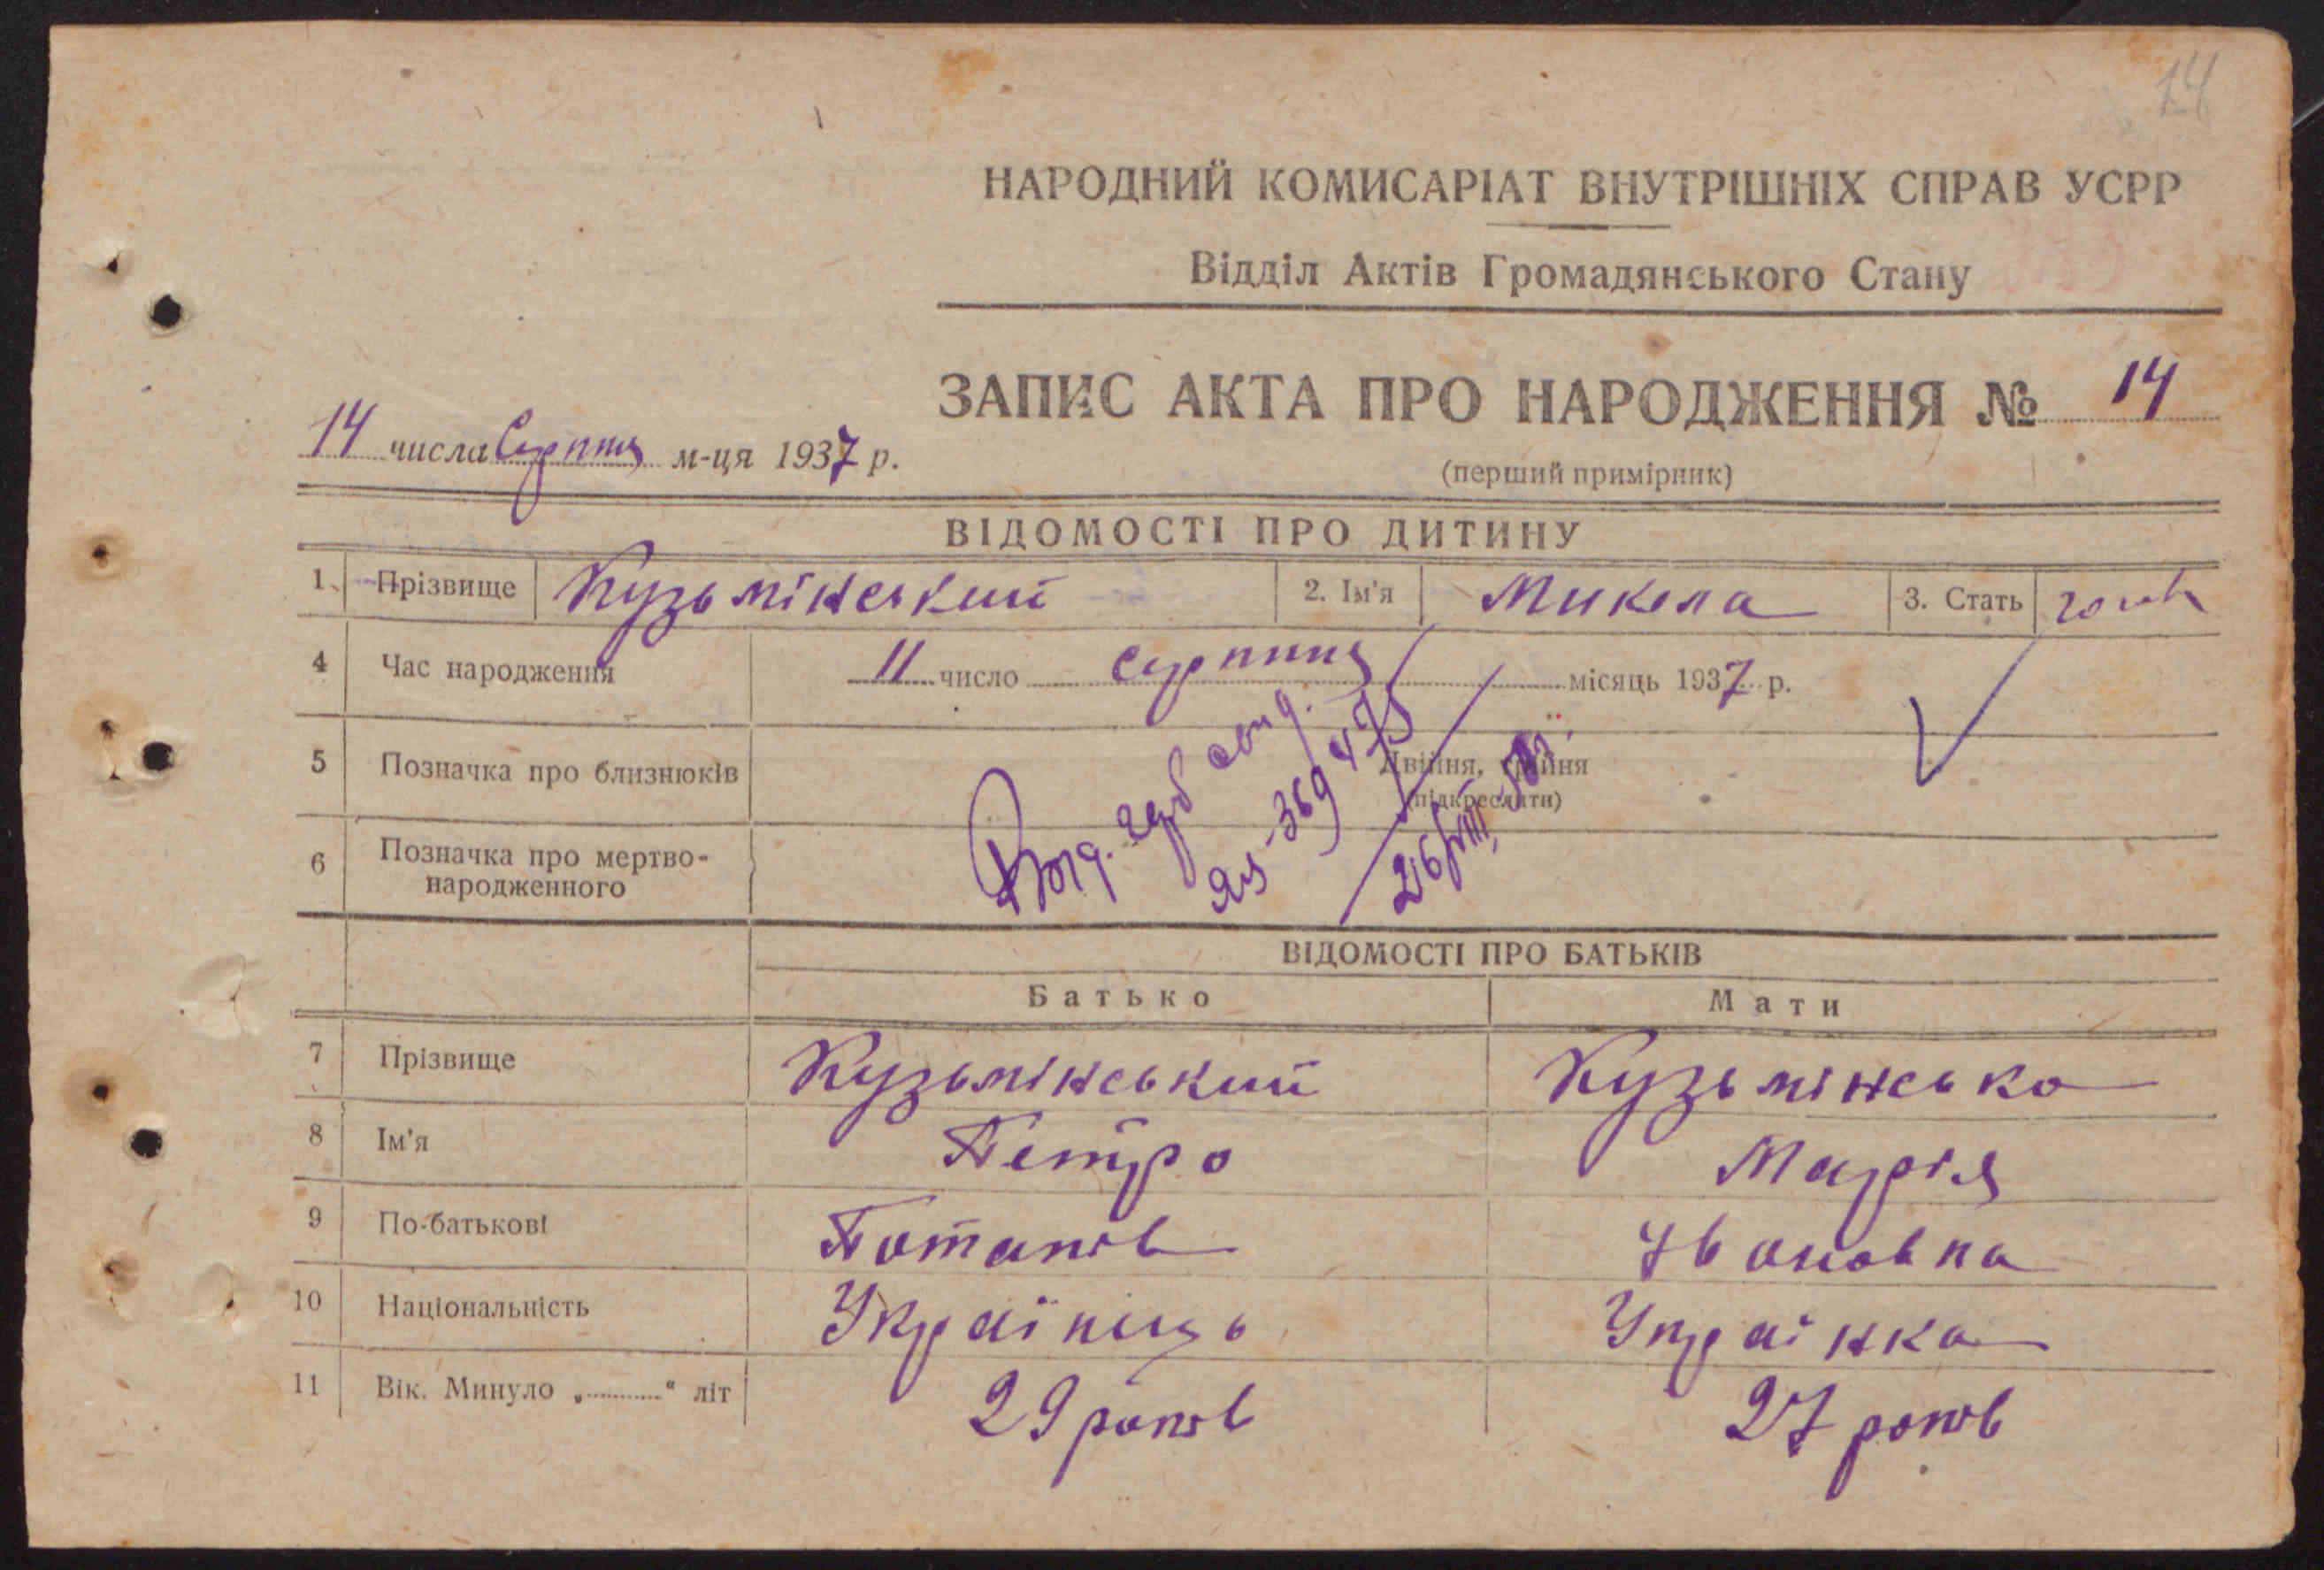 14
НАРОДНИЙ КОМИСАРІАТ ВНУТРІШНІХ СПРАВ УСРР
Відділ Актів Громадянського Стану
ЗАПИС АКТА ПРО НАРОДЖЕННЯ № 14
14 числа Серпня м-ця 1937 р.
(перший примірник)
ВІДОМОСТІ ПРО ДИТИНУ
1. Прізвище Кузьмінський 2. Ім'я Микола 3. Стать
4 Час народження 11 число серпня місяць 1937 р.
5 Позначка про близнюків Двійня, трійня
(підкреслити)
6 Позначка про мертво-
народженного
ВІДОМОСТІ ПРО БАТЬКІВ
Батько Мати
7 Прізвище Кузьмінський Кузьмінська
8 Ім'я Петро Марія
9 По-батькові Потапів Івановна
10 Національність Українець Українка
11 Вік. Минуло „ “ літ 29 років 27 років